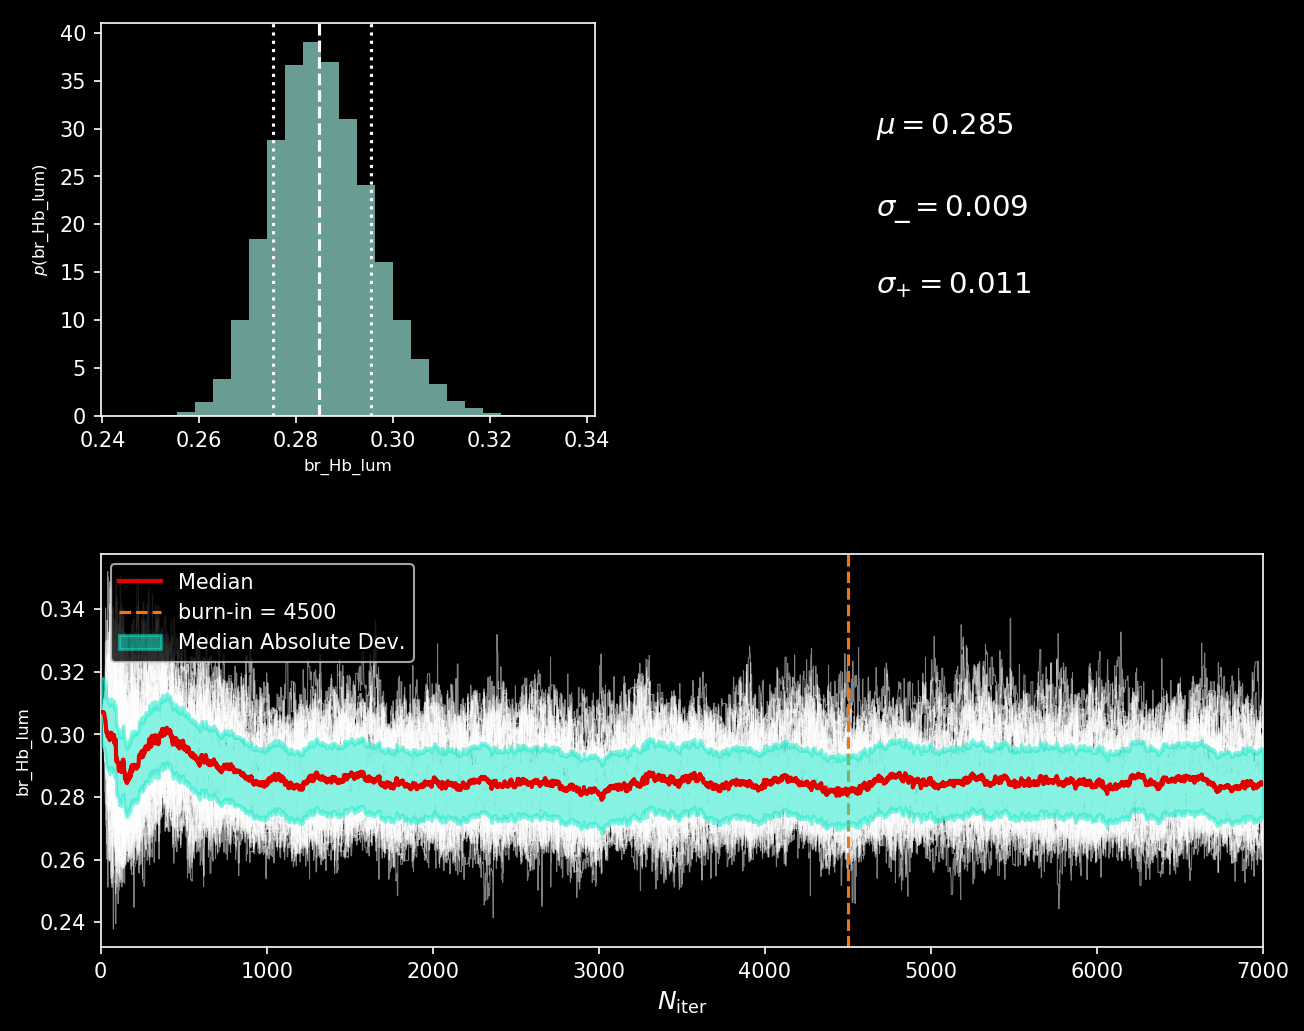 40
35
30
25
20
15
10
5
0
p(br_Hb_lum)
0.24 0.26 0.28 0.30 0.32 0.34
br_Hb_lum
μ = 0.285
σ_ = 0.009
σ+ = 0.011
Median
burn-in = 4500
Median Absolute Dev.
0.34
0.32
0.30
0.28
0.26
0.24
br_Hb_lum
0 1000 2000 3000 4000 5000 6000 7000
Niter